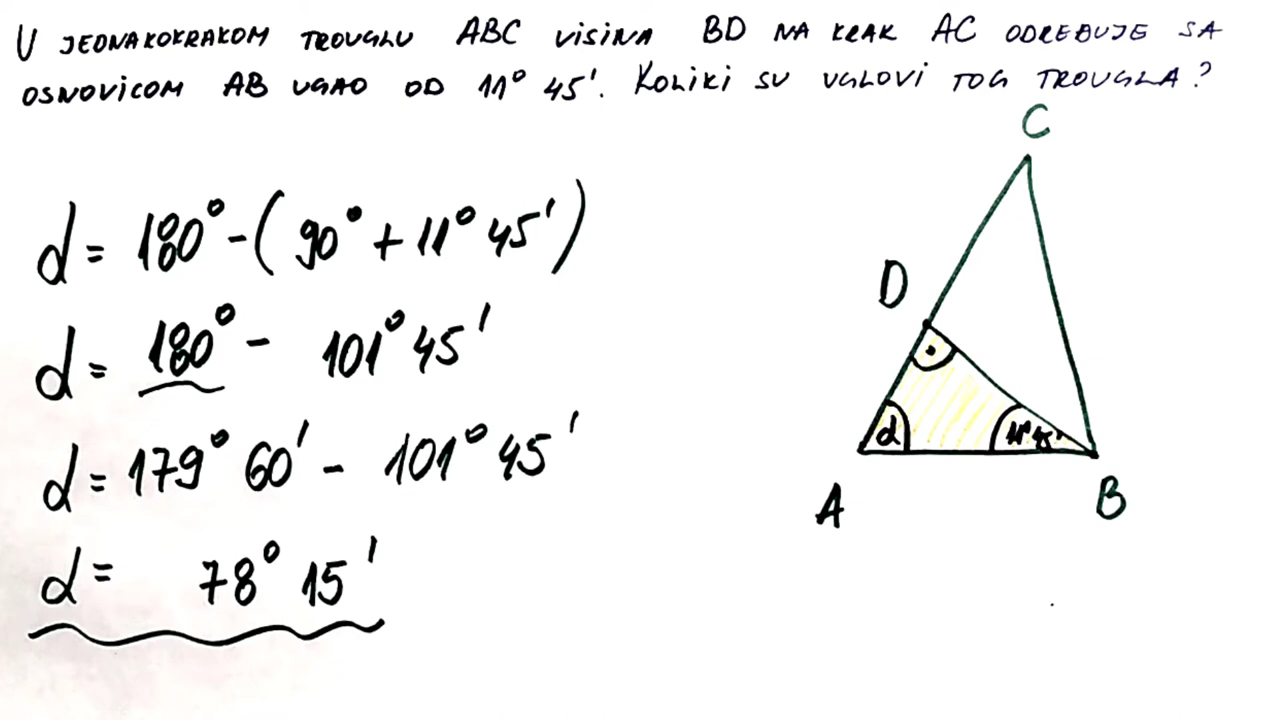 U JEDNAKOKRAKOM TROUGLU ABC VISINA BD NA KRAK AC ODREĐUJE SA
OSNOVICOM AB UGAO OD 11° 45'. KOLIKI SU UGLOVI TOG TROUGLA?
α = 180° - ( 90° + 11° 45' )
α = 180° - 101° 45'
α = 179° 60' - 101° 45'
α = 78° 15'
C
D
α
11° 45'
A
B